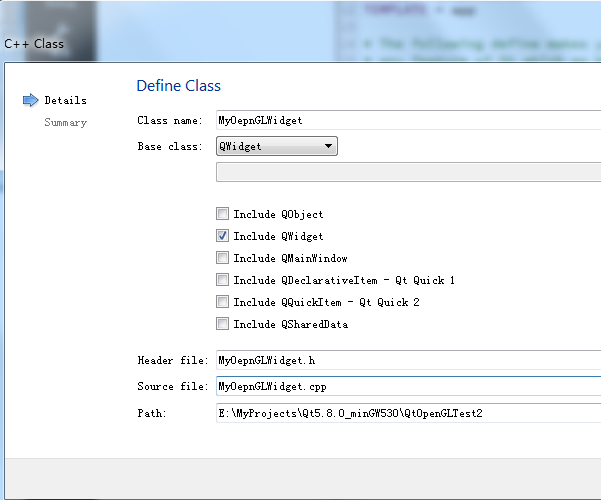 TEMPLATE = app
# The following define makes
C++ Class
Define Class
Details
Summary
Class name: MyOepnGLWidget
Base class: QWidget
Include QObject
Include QWidget
Include QMainWindow
Include QDeclarativeItem - Qt Quick 1
Include QQuickItem - Qt Quick 2
Include QSharedData
Header file: MyOepnGLWidget.h
Source file: MyOepnGLWidget.cpp
Path: E:\MyProjects\Qt5.8.0_minGW530\QtOpenGLTest2